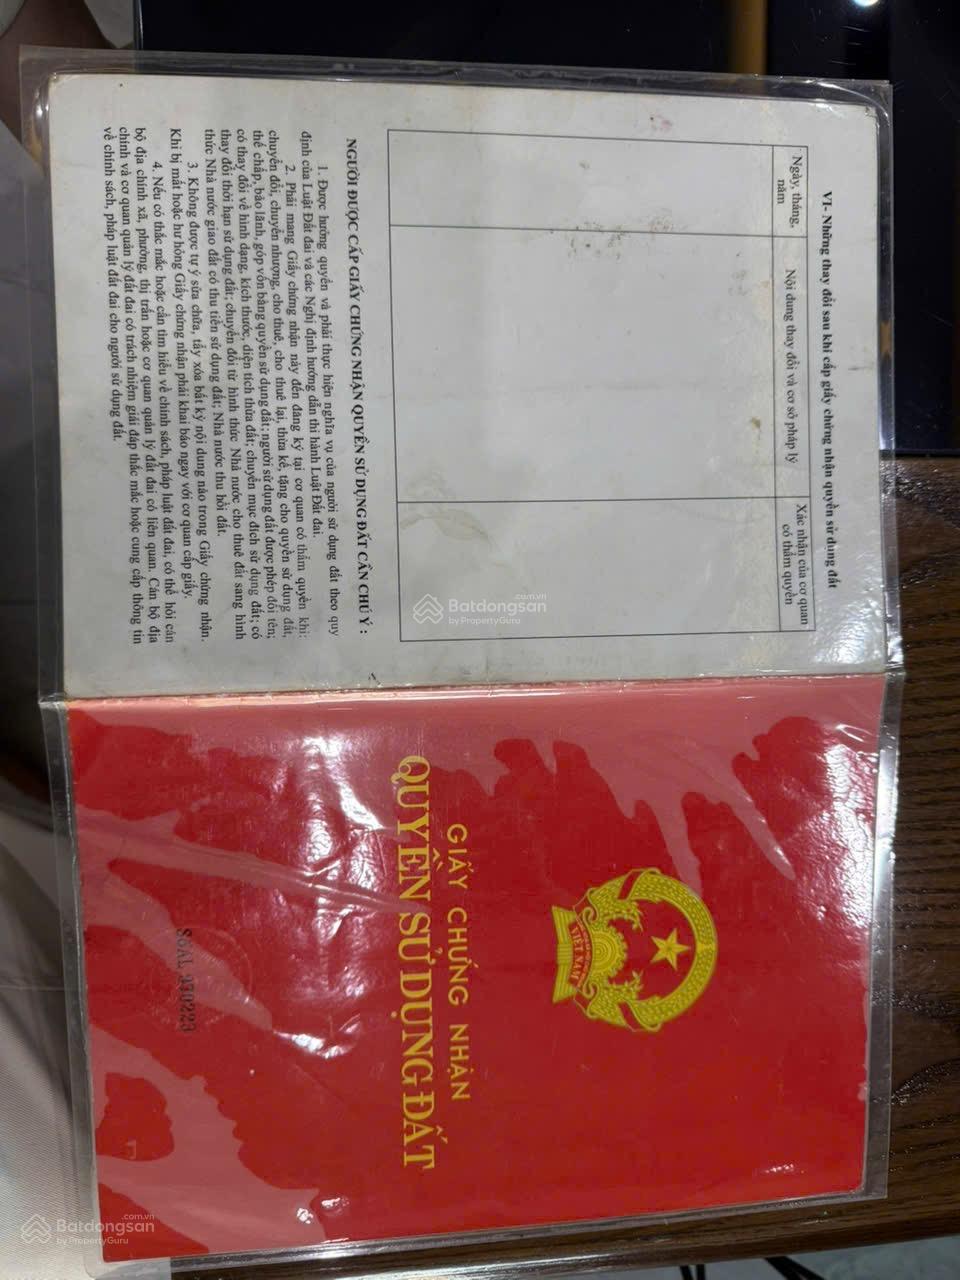 VI- Những thay đổi sau khi cấp giấy chứng nhận quyền sử dụng đất
Ngày, tháng,
năm
Nội dung thay đổi và cơ sở pháp lý
Xác nhận của cơ quan
có thẩm quyền
NGƯỜI ĐƯỢC CẤP GIẤY CHỨNG NHẬN QUYỀN SỬ DỤNG ĐẤT CẦN CHÚ Ý :
1. Được hưởng quyền và phải thực hiện nghĩa vụ của người sử dụng đất theo quy
định của Luật Đất đai và các Nghị định hướng dẫn thi hành Luật Đất đai.
2. Phải mang Giấy chứng nhận này đến đăng ký tại cơ quan có thẩm quyền khi:
chuyển đổi, chuyển nhượng, cho thuê, cho thuê lại, thừa kế, tặng cho quyền sử dụng đất,
thế chấp, bảo lãnh, góp vốn bằng quyền sử dụng đất; người sử dụng đất được phép đổi tên;
có thay đổi về hình dạng, kích thước, diện tích thửa đất; chuyển mục đích sử dụng đất; có
thay đổi thời hạn sử dụng đất; chuyển đổi từ hình thức Nhà nước cho thuê đất sang hình
thức Nhà nước giao đất có thu tiền sử dụng đất; Nhà nước thu hồi đất.
3. Không được tự ý sửa chữa, tẩy xóa bất kỳ nội dung nào trong Giấy chứng nhận.
Khi bị mất hoặc hư hỏng Giấy chứng nhận phải khai báo ngay với cơ quan cấp giấy.
4. Nếu có thắc mắc hoặc cần tìm hiểu về chính sách, pháp luật đất đai, có thể hỏi cán
bộ địa chính xã, phường, thị trấn hoặc cơ quan quản lý đất đai có liên quan. Cán bộ địa
chính và cơ quan quản lý đất đai có trách nhiệm giải đáp thắc mắc hoặc cung cấp thông tin
về chính sách, pháp luật đất đai cho người sử dụng đất.
Batdongsan
.com.vn
by PropertyGuru
VIỆT NAM
GIẤY CHỨNG NHẬN
QUYỀN SỬ DỤNG ĐẤT
Số AL 970223
Batdongsan
.com.vn
by PropertyGuru